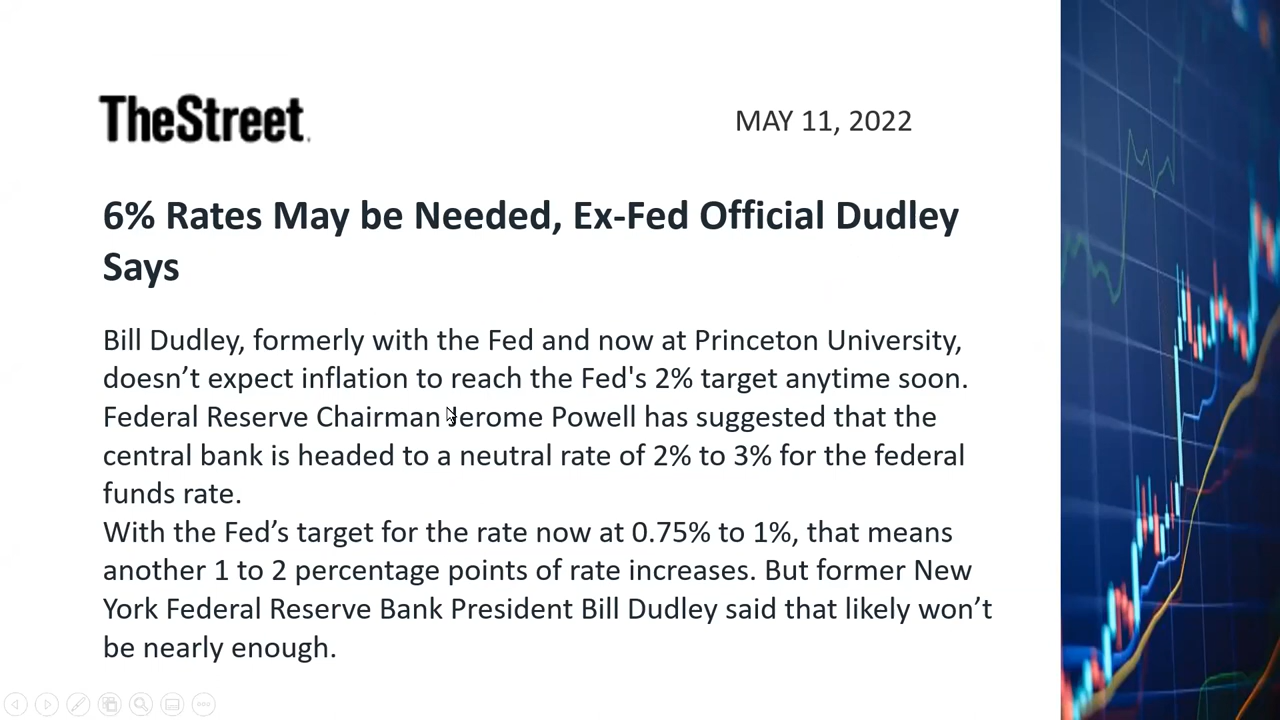 TheStreet.
MAY 11, 2022
6% Rates May be Needed, Ex-Fed Official Dudley
Says
Bill Dudley, formerly with the Fed and now at Princeton University,
doesn’t expect inflation to reach the Fed's 2% target anytime soon.
Federal Reserve Chairman Jerome Powell has suggested that the
central bank is headed to a neutral rate of 2% to 3% for the federal
funds rate.
With the Fed’s target for the rate now at 0.75% to 1%, that means
another 1 to 2 percentage points of rate increases. But former New
York Federal Reserve Bank President Bill Dudley said that likely won’t
be nearly enough.